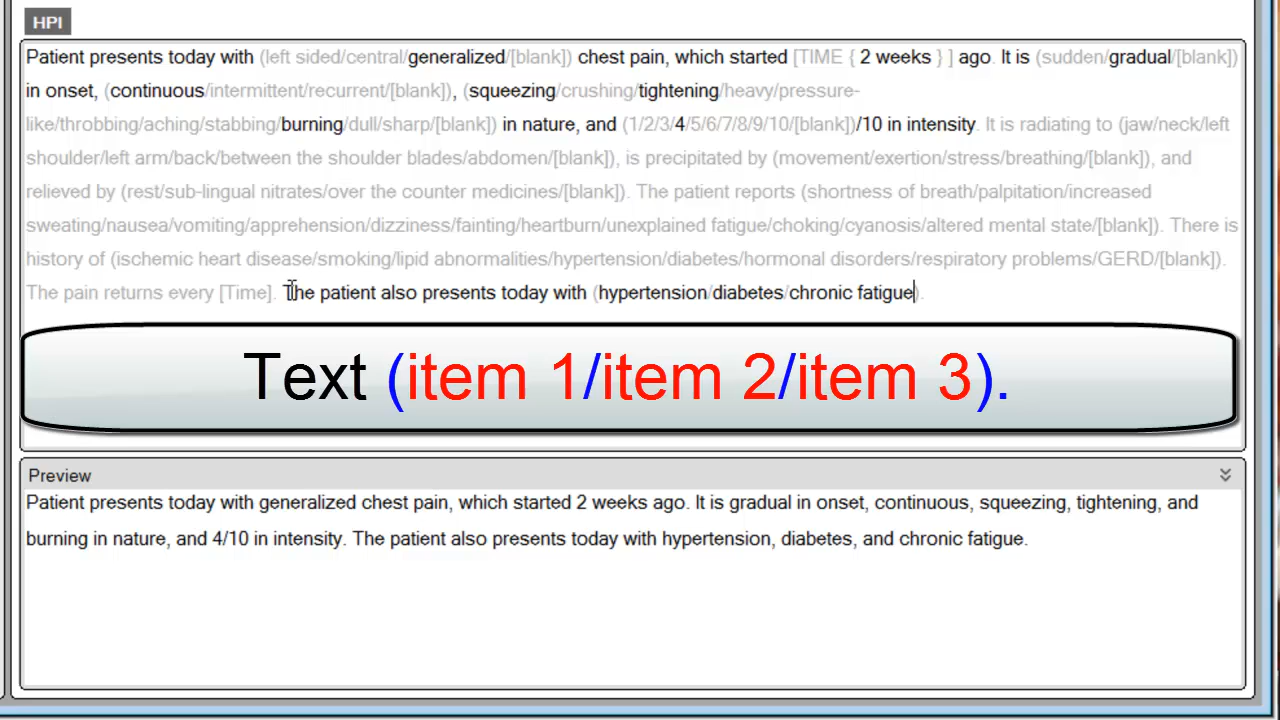 HPI
Patient presents today with (left sided/central/generalized/[blank]) chest pain, which started [TIME { 2 weeks } ] ago. It is (sudden/gradual/[blank])
in onset, (continuous/intermittent/recurrent/[blank]), (squeezing/crushing/tightening/heavy/pressure-
like/throbbing/aching/stabbing/burning/dull/sharp/[blank]) in nature, and (1/2/3/4/5/6/7/8/9/10/[blank])/10 in intensity. It is radiating to (jaw/neck/left
shoulder/left arm/back/between the shoulder blades/abdomen/[blank]), is precipitated by (movement/exertion/stress/breathing/[blank]), and
relieved by (rest/sub-lingual nitrates/over the counter medicines/[blank]). The patient reports (shortness of breath/palpitation/increased
sweating/nausea/vomiting/apprehension/dizziness/fainting/heartburn/unexplained fatigue/choking/cyanosis/altered mental state/[blank]). There is
history of (ischemic heart disease/smoking/lipid abnormalities/hypertension/diabetes/hormonal disorders/respiratory problems/GERD/[blank]).
The pain returns every [Time]. The patient also presents today with (hypertension/diabetes/chronic fatigue).
Text (item 1/item 2/item 3).
Preview
Patient presents today with generalized chest pain, which started 2 weeks ago. It is gradual in onset, continuous, squeezing, tightening, and
burning in nature, and 4/10 in intensity. The patient also presents today with hypertension, diabetes, and chronic fatigue.